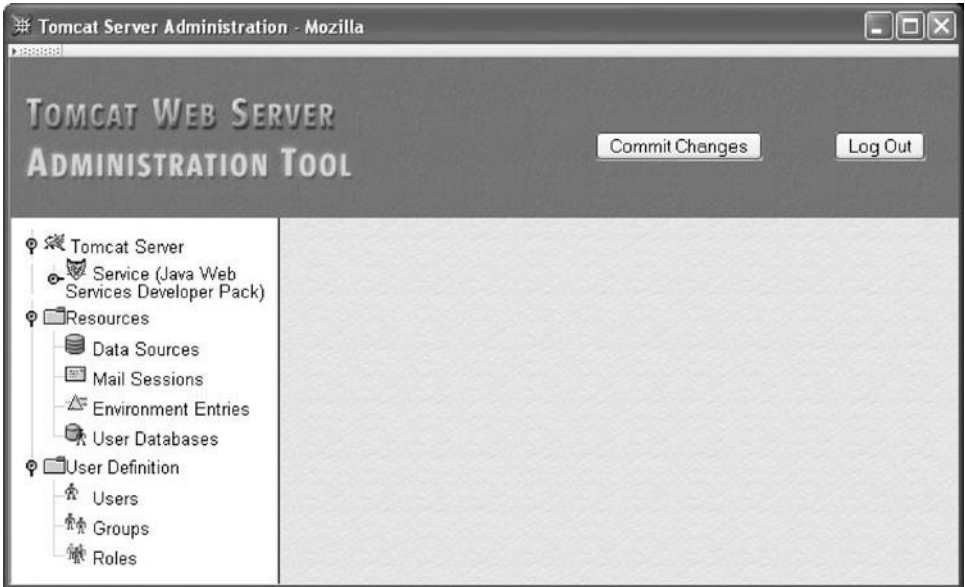 Tomcat Server Administration - Mozilla
TOMCAT WEB SERVER
ADMINISTRATION TOOL
Commit Changes
Log Out
Tomcat Server
Service (Java Web
Services Developer Pack)
Resources
Data Sources
Mail Sessions
Environment Entries
User Databases
User Definition
Users
Groups
Roles